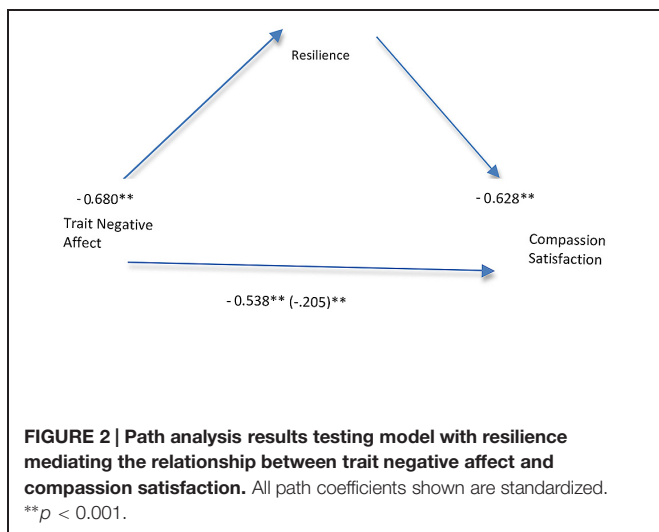 Resilience
- 0.680**
- 0.628**
Trait Negative
Affect
Compassion
Satisfaction
- 0.538** (-.205)**
FIGURE 2 | Path analysis results testing model with resilience
mediating the relationship between trait negative affect and
compassion satisfaction. All path coefficients shown are standardized.
**p < 0.001.